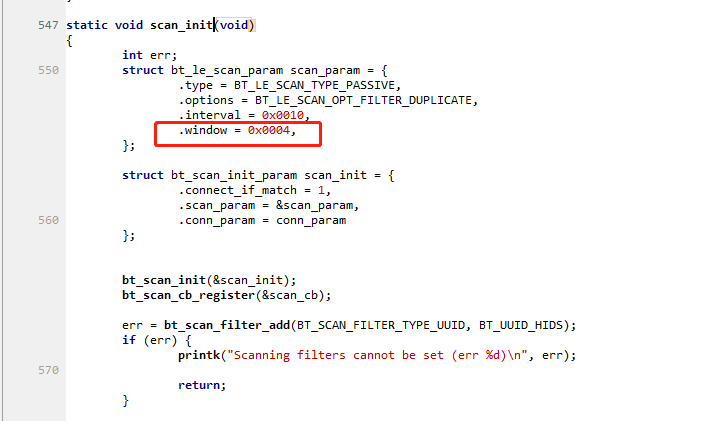 547 static void scan_init(void)
{
int err;
550 struct bt_le_scan_param scan_param = {
.type = BT_LE_SCAN_TYPE_PASSIVE,
.options = BT_LE_SCAN_OPT_FILTER_DUPLICATE,
.interval = 0x0010,
.window = 0x0004,
};
struct bt_scan_init_param scan_init = {
.connect_if_match = 1,
.scan_param = &scan_param,
560 .conn_param = conn_param
};
bt_scan_init(&scan_init);
bt_scan_cb_register(&scan_cb);
err = bt_scan_filter_add(BT_SCAN_FILTER_TYPE_UUID, BT_UUID_HIDS);
if (err) {
printk("Scanning filters cannot be set (err %d)\n", err);
570
return;
}